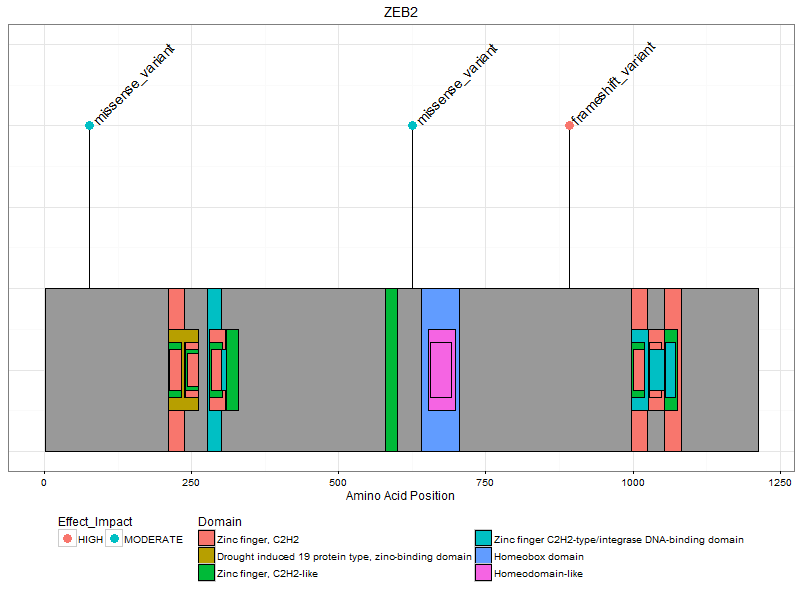 ZEB2
missense_variant
missense_variant
frameshift_variant
0
250
500
750
1000
1250
Amino Acid Position
Effect_Impact
HIGH
MODERATE
Domain
Zinc finger, C2H2
Drought induced 19 protein type, zinc-binding domain
Zinc finger, C2H2-like
Zinc finger C2H2-type/integrase DNA-binding domain
Homeobox domain
Homeodomain-like